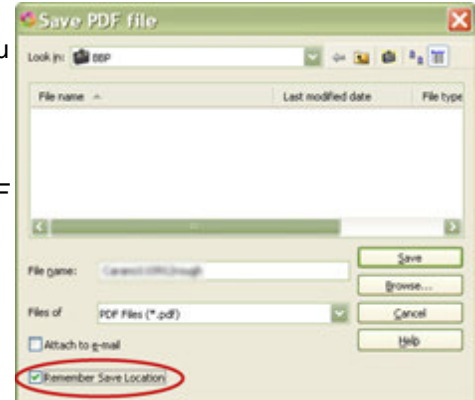 Save PDF file
u
Look in: BBP
File name Last modified date File type
F
Save
File name:
Browse...
Files of PDF Files (*.pdf) Cancel
Attach to e-mail Help
Remember Save Location